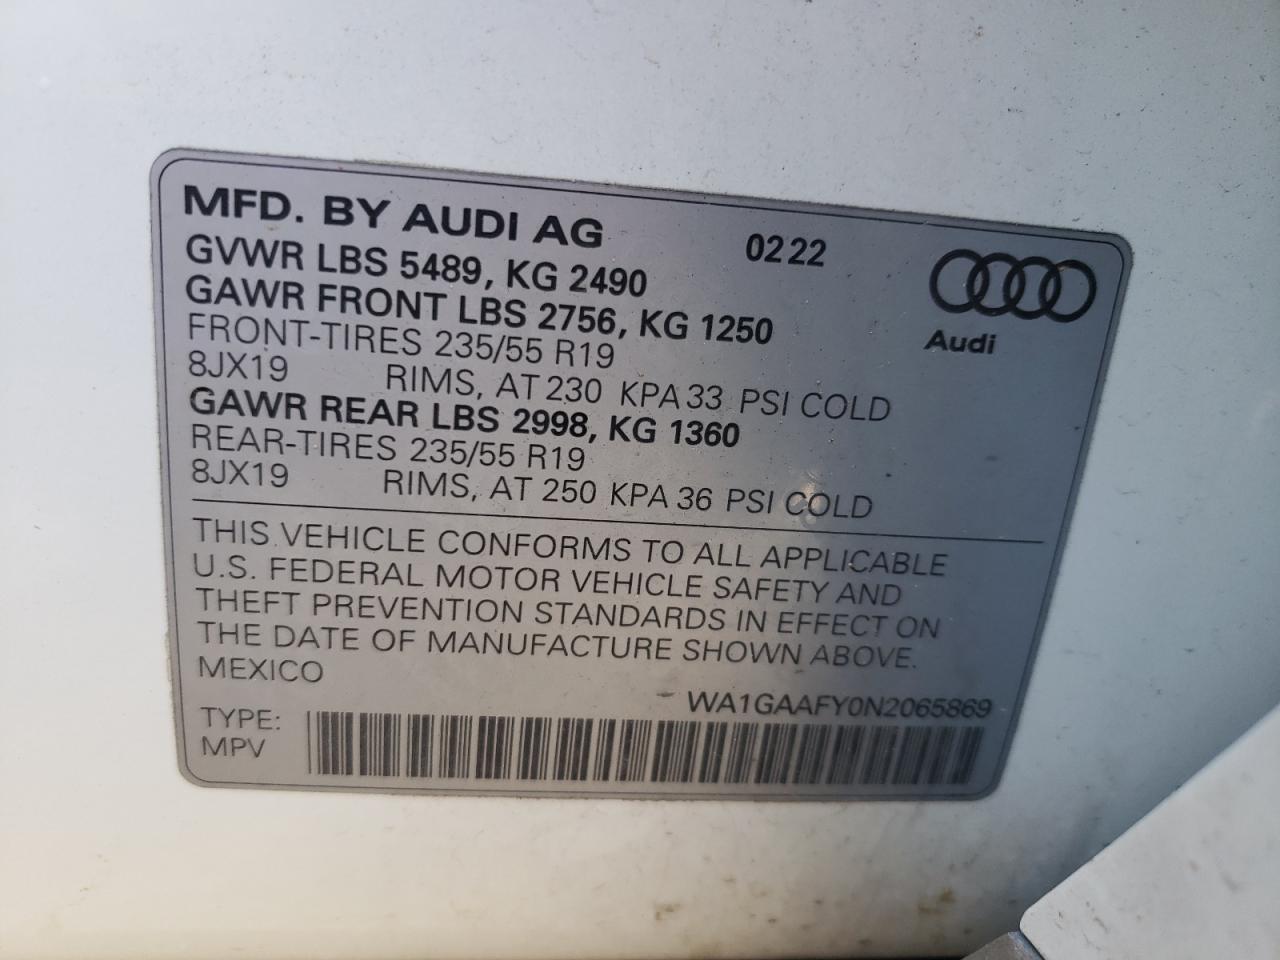 MFD. BY AUDI AG 02 22
GVWR LBS 5489, KG 2490
GAWR FRONT LBS 2756, KG 1250
Audi
FRONT-TIRES 235/55 R19
8JX19 RIMS, AT 230 KPA 33 PSI COLD
GAWR REAR LBS 2998, KG 1360
REAR-TIRES 235/55 R19
8JX19 RIMS, AT 250 KPA 36 PSI COLD
THIS VEHICLE CONFORMS TO ALL APPLICABLE
U.S. FEDERAL MOTOR VEHICLE SAFETY AND
THEFT PREVENTION STANDARDS IN EFFECT ON
THE DATE OF MANUFACTURE SHOWN ABOVE.
MEXICO
WA1GAAFY0N2065869
TYPE:
MPV